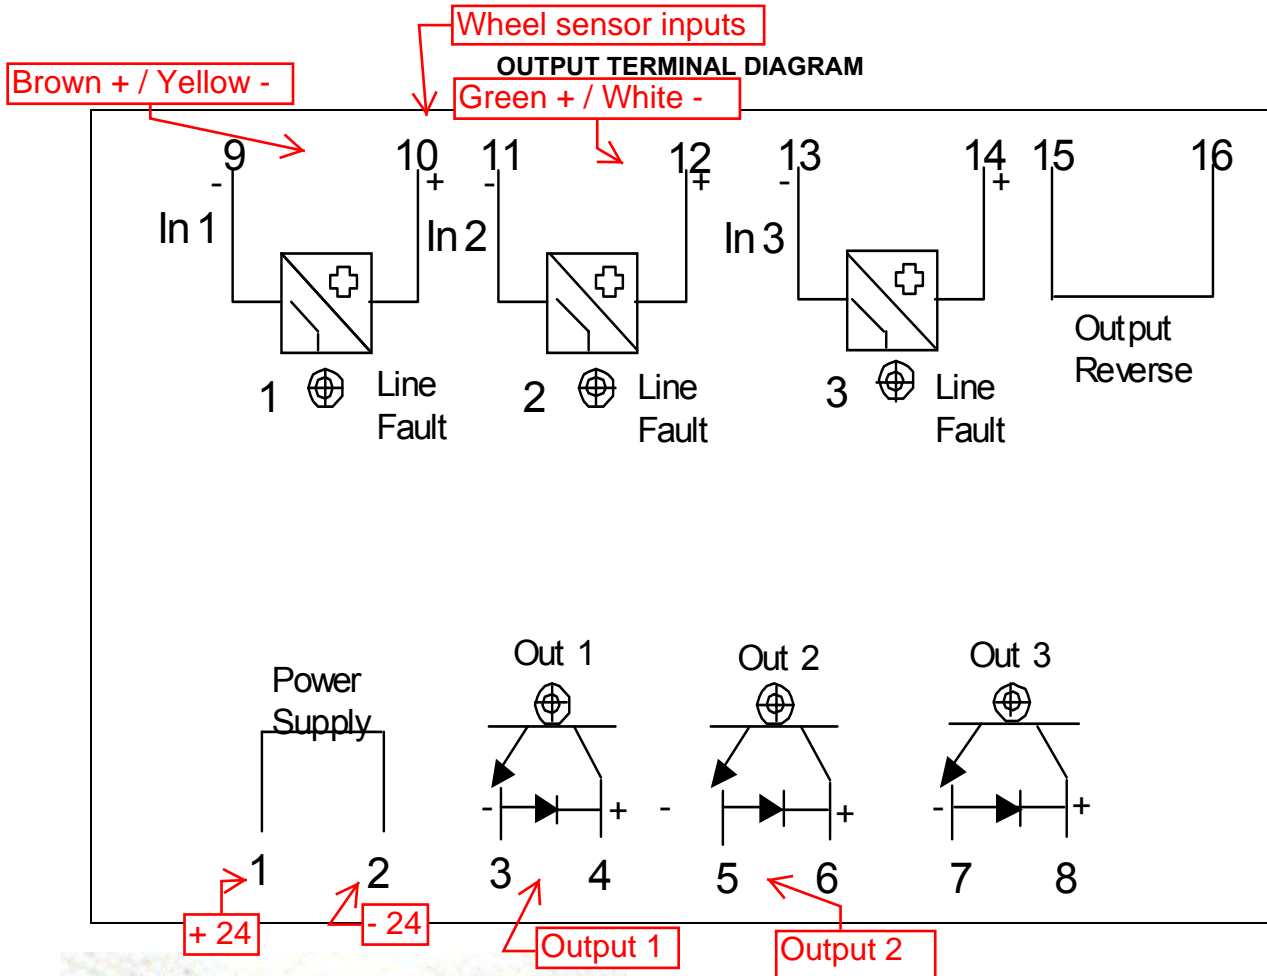 Wheel sensor inputs
OUTPUT TERMINAL DIAGRAM
Brown + / Yellow -
Green + / White -
9 10 11 12 13 14 15 16
- + - + - +
In 1 In 2 In 3
Output
Reverse
1 Line
Fault
2 Line
Fault
3 Line
Fault
Power
Supply
Out 1 Out 2 Out 3
- + - + - +
1 2 3 4 5 6 7 8
+ 24
- 24
Output 1
Output 2